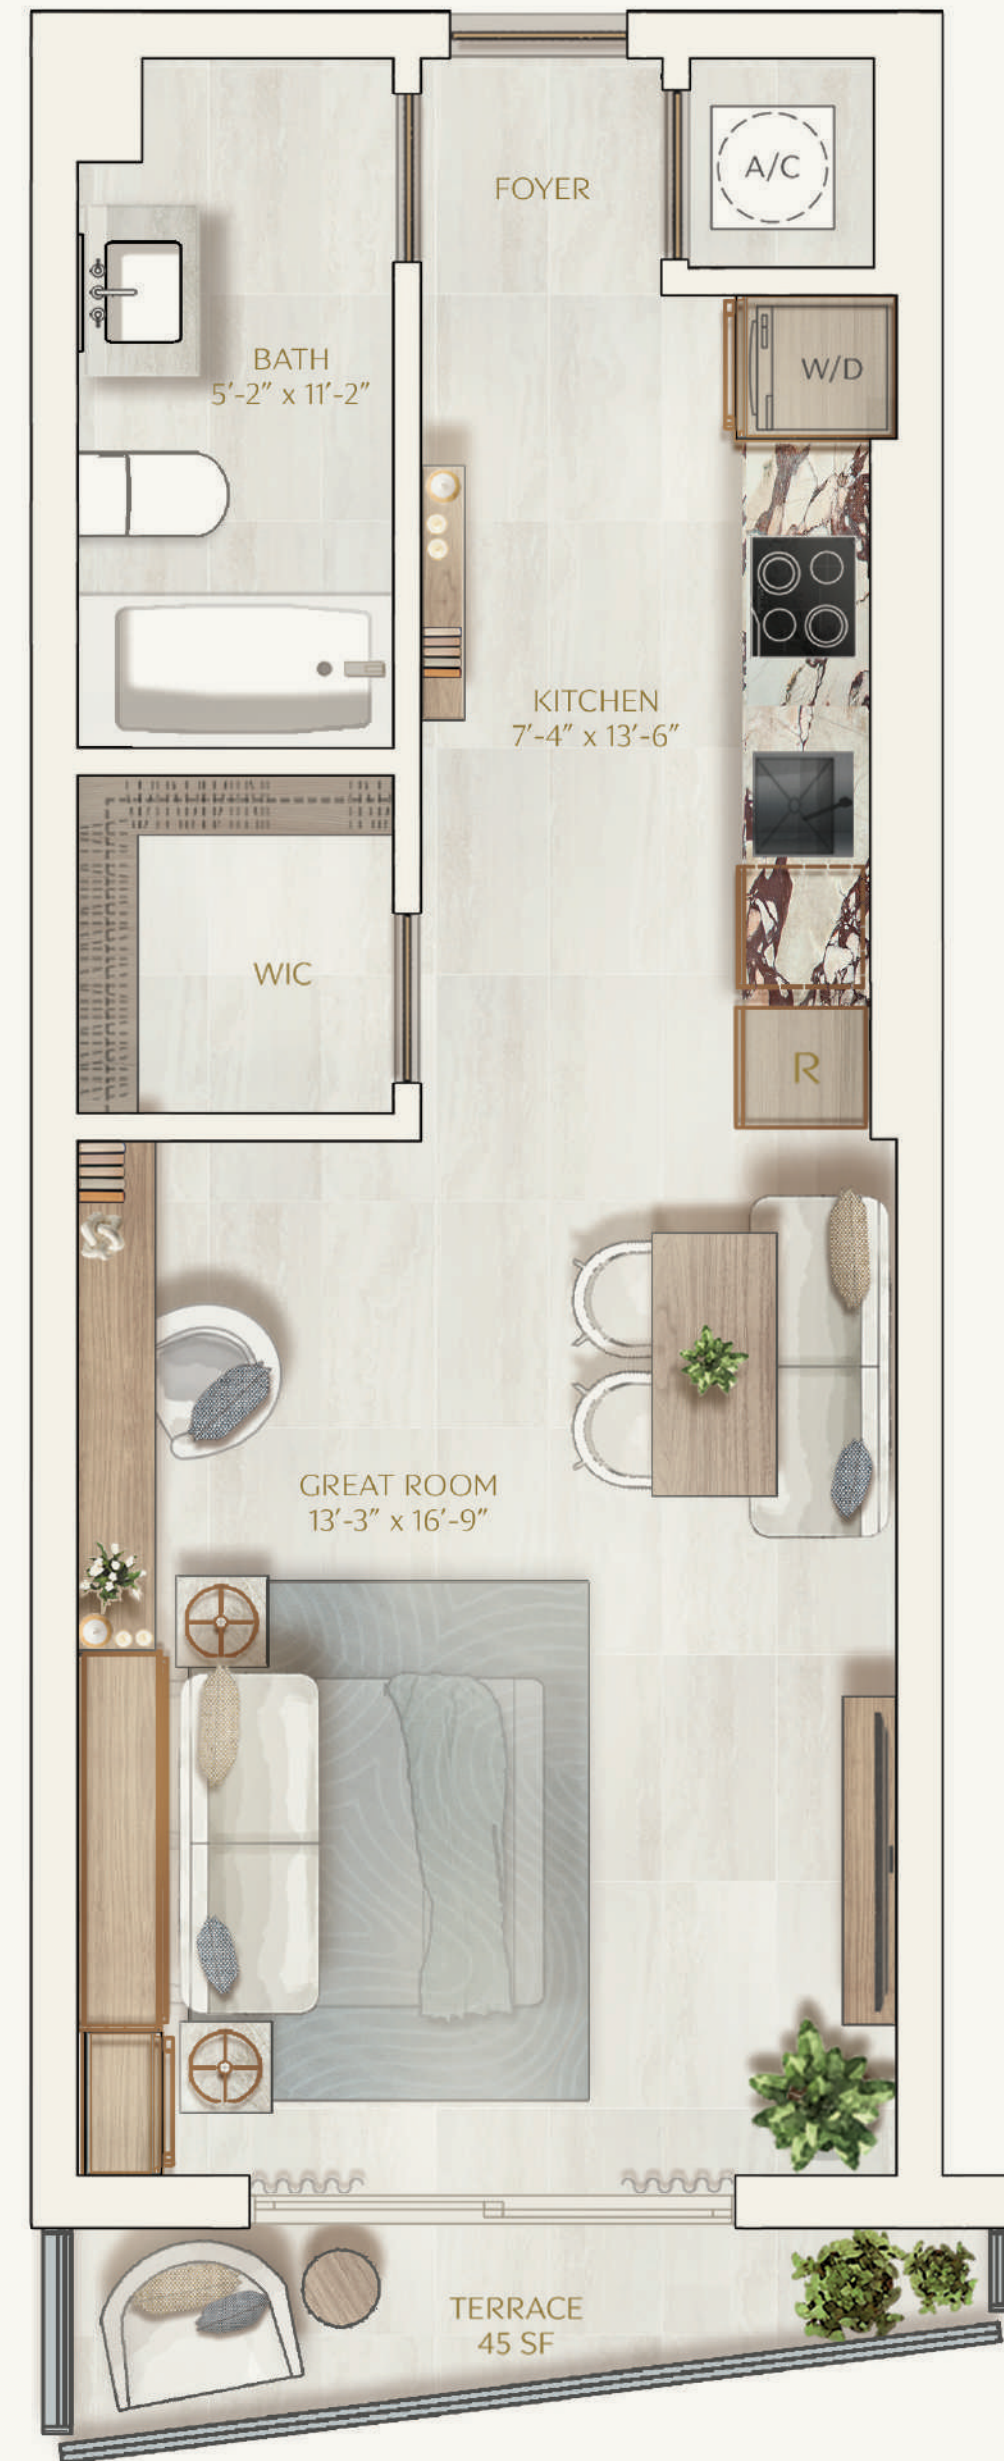 FOYER
A/C
BATH
5'-2" x 11'-2"
W/D
KITCHEN
7'-4" x 13'-6"
WIC
R
GREAT ROOM
13'-3" x 16'-9"
TERRACE
45 SF